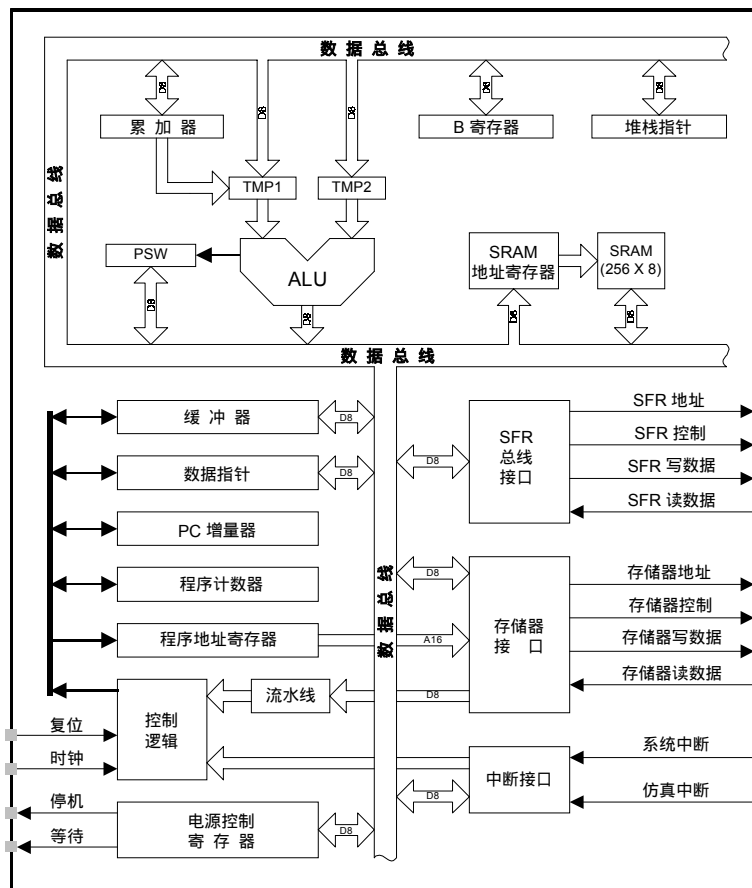 数 据 总 线
D8
D8
D8
D8
D8
累 加 器
B 寄存器
堆栈指针
数 据 总 线
TMP1
TMP2
PSW
ALU
SRAM
地址寄存器
SRAM
(256 X 8)
D8
D8
D8
D8
数 据 总 线
缓 冲 器
D8
数据指针
D8
PC 增量器
程序计数器
程序地址寄存器
A16
数 据 总 线
D8
SFR
总线
接口
SFR 地址
SFR 控制
SFR 写数据
SFR 读数据
D8
存储器
接 口
存储器地址
存储器控制
存储器写数据
存储器读数据
D8
流水线
控制
逻辑
复位
时钟
中断接口
D8
系统中断
仿真中断
停机
等待
电源控制
寄 存 器
D8